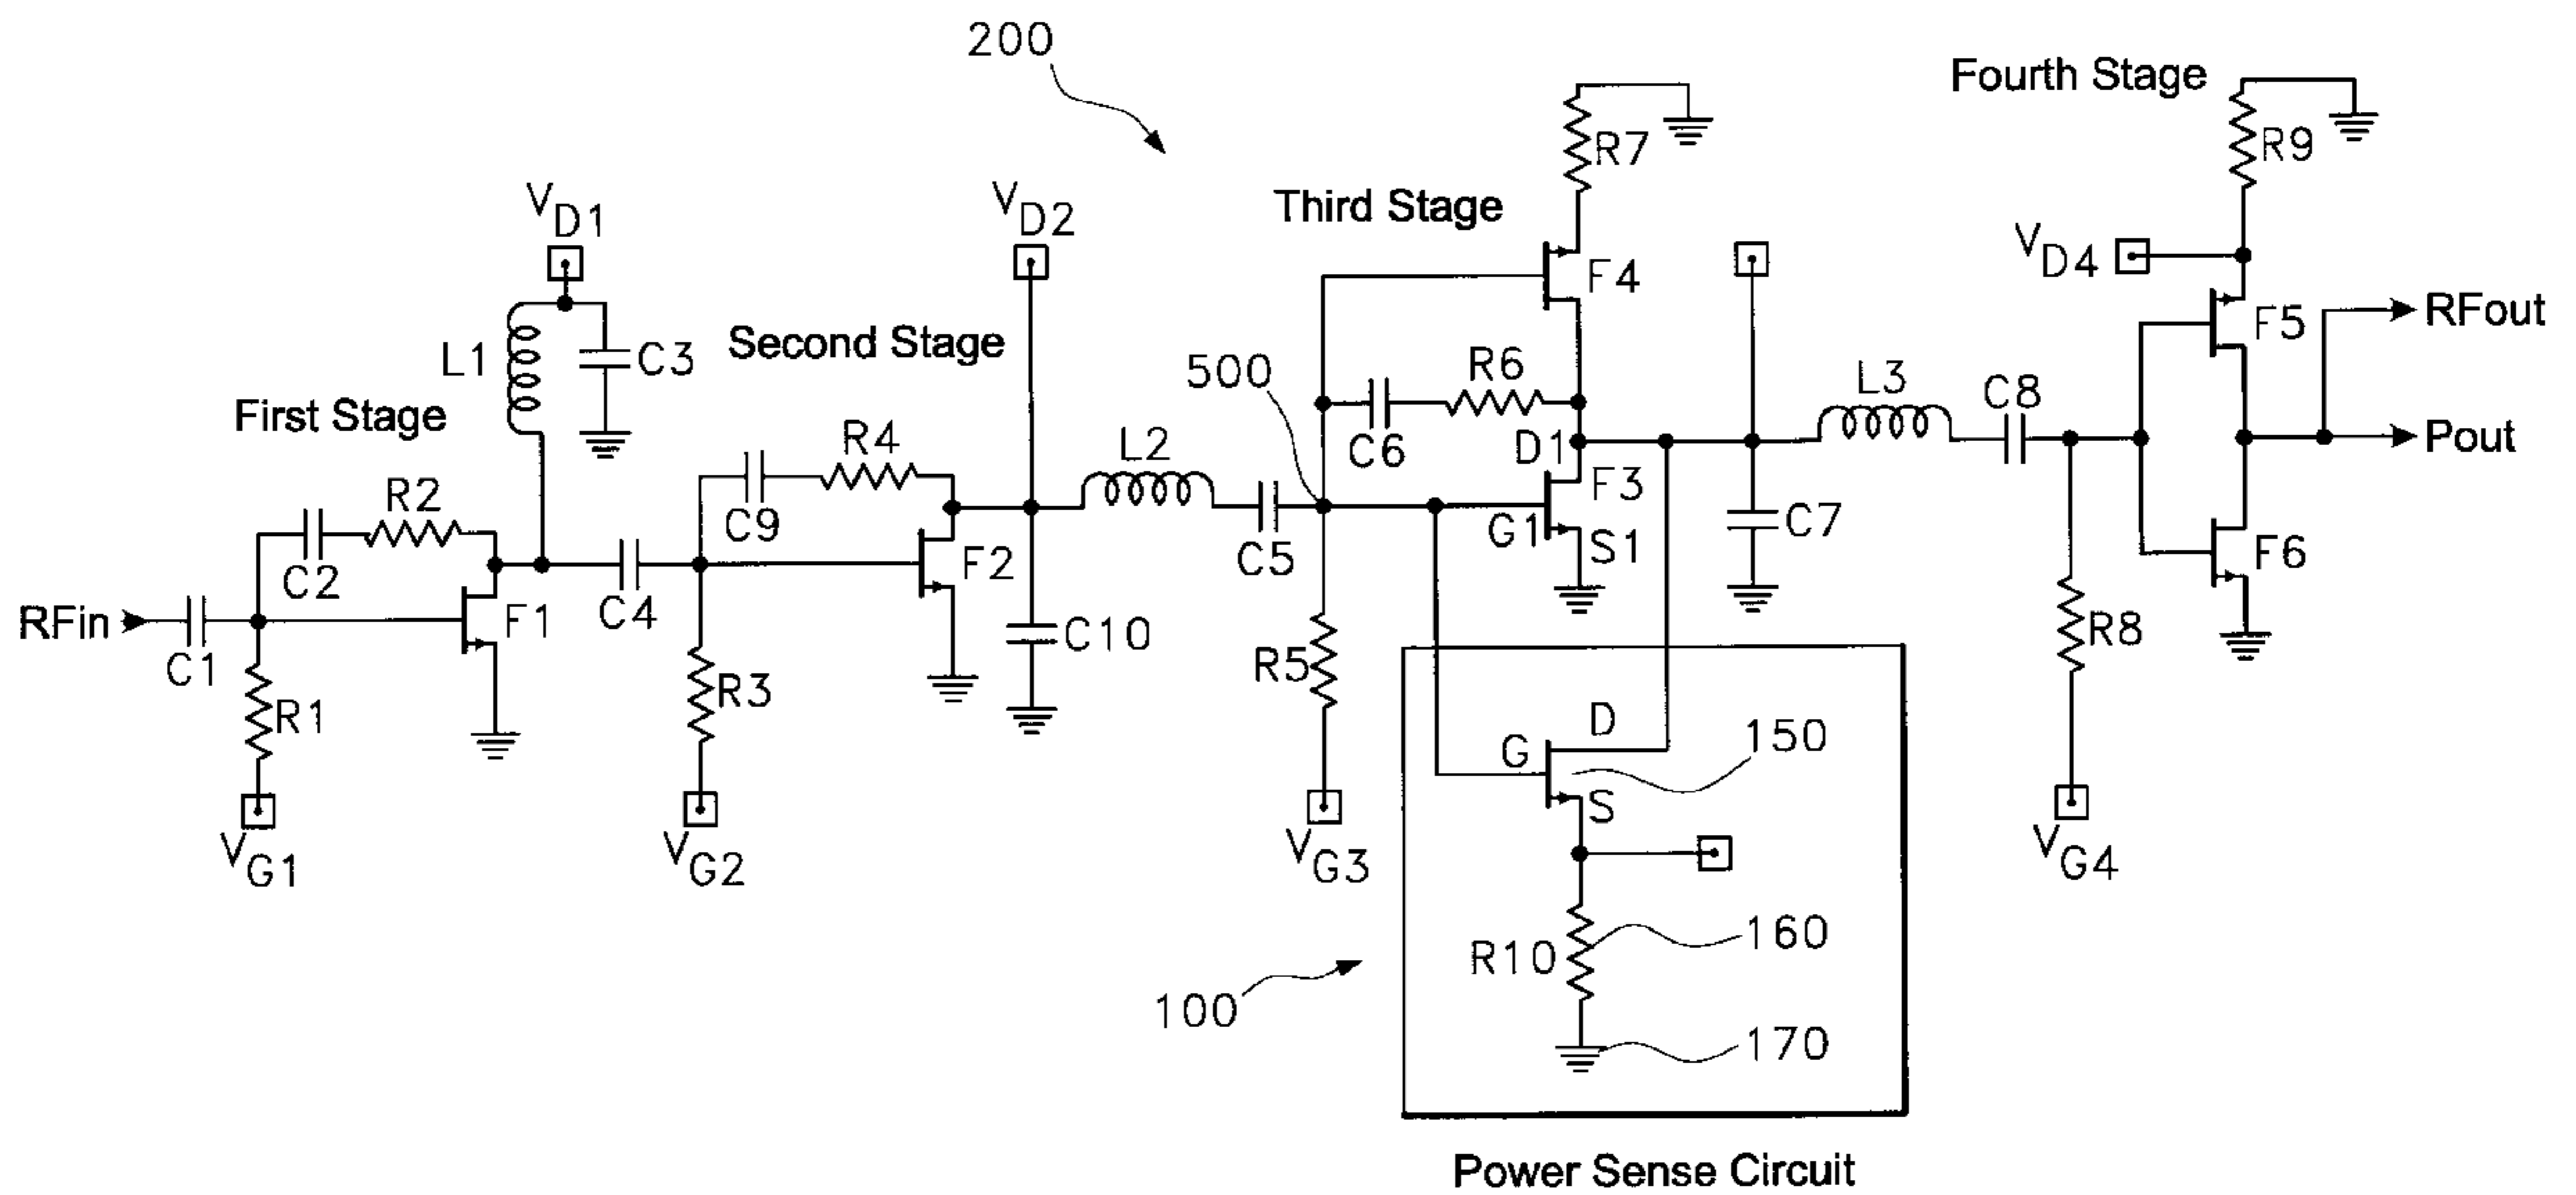 200
Fourth Stage
R9
R7
Third Stage
VD1
VD2
VD4
F4
F5
RFout
L1
C3
Second Stage
500
R6
L3
C8
First Stage
R4
L2
C6
D1
F3
Pout
R2
C9
C2
C4
F2
C5
G1
S1
C7
F6
RFin
C1
F1
C10
R5
R8
R1
R3
D
G
150
S
VG1
VG2
VG3
VG4
R10
160
100
170
Power Sense Circuit